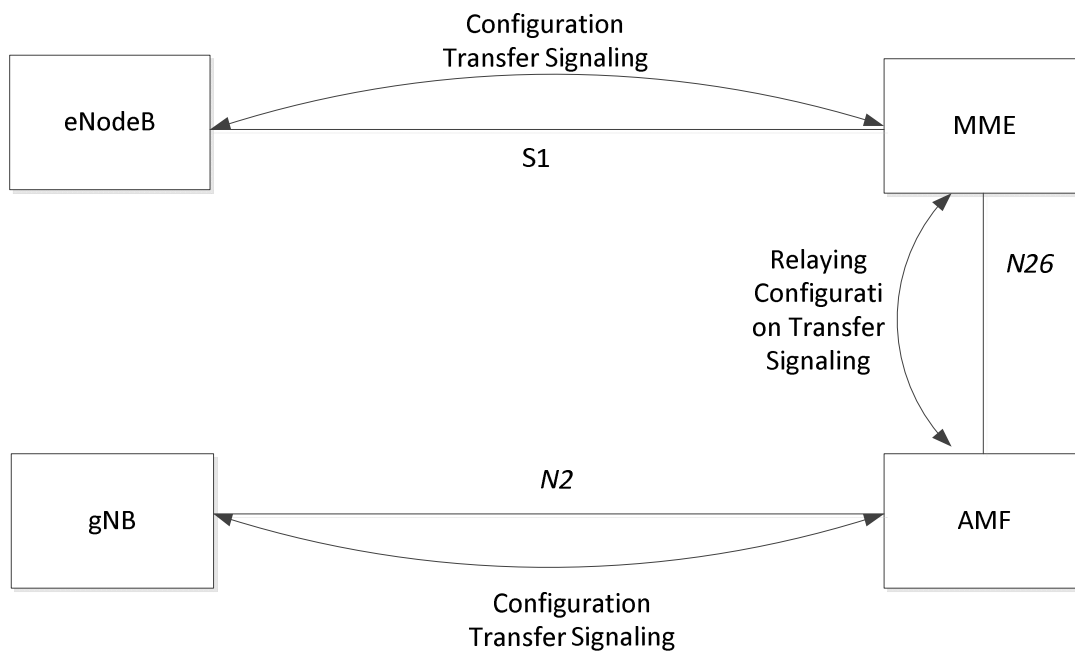 Configuration
Transfer Signaling
eNodeB
MME
S1
Relaying
Configurati
on Transfer
Signaling
N26
N2
gNB
AMF
Configuration
Transfer Signaling